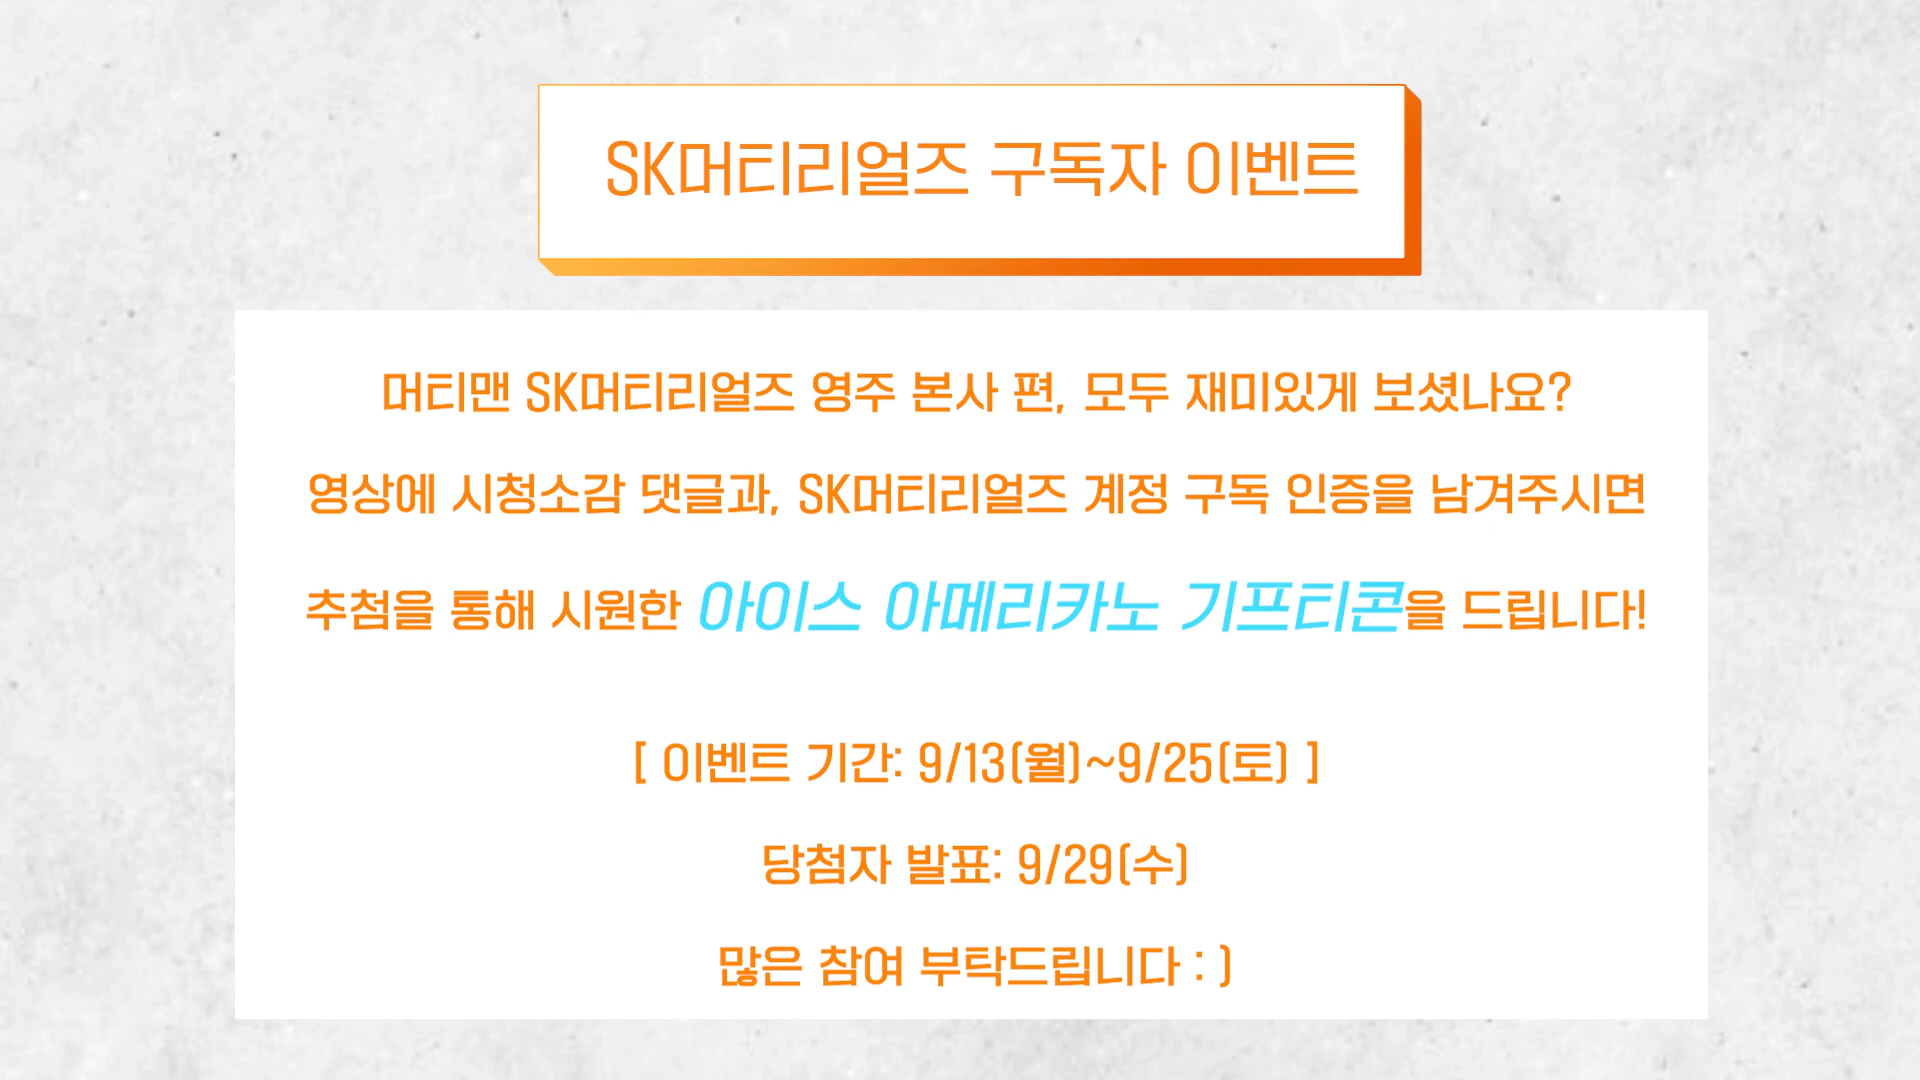 SK머티리얼즈 구독자 이벤트
머티맨 SK머티리얼즈 영주 본사 편, 모두 재미있게 보셨나요?
영상에 시청소감 댓글과, SK머티리얼즈 계정 구독 인증을 남겨주시면
추첨을 통해 시원한 아이스 아메리카노 기프티콘을 드립니다!
[ 이벤트 기간: 9/13(월)~9/25(토) ]
당첨자 발표: 9/29(수)
많은 참여 부탁드립니다 : )